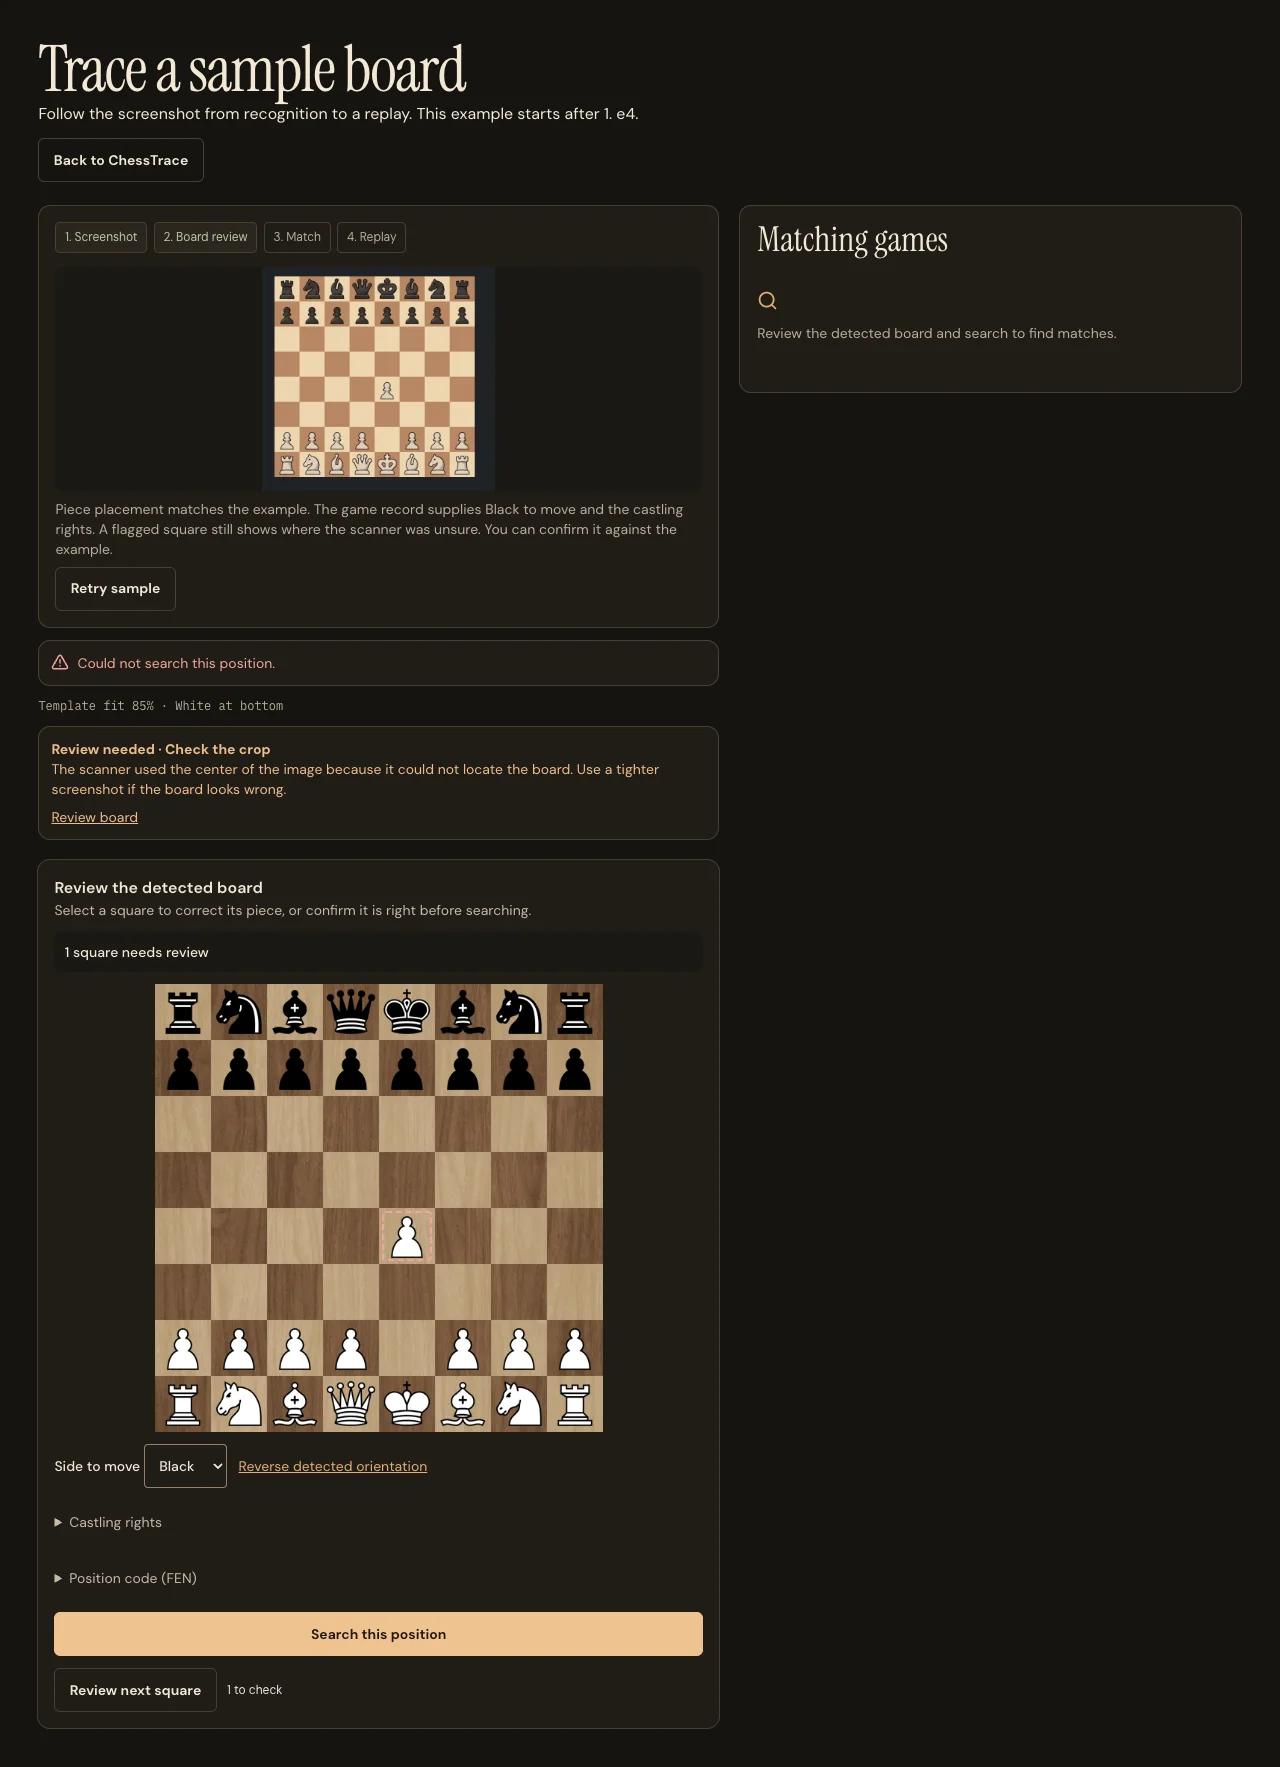 Trace a sample board
Follow the screenshot from recognition to a replay. This example starts after 1. e4.
Back to ChessTrace
1. Screenshot
2. Board review
3. Match
4. Replay
Piece placement matches the example. The game record supplies Black to move and the castling
rights. A flagged square still shows where the scanner was unsure. You can confirm it against the
example.
Retry sample
Could not search this position.
Template fit 85% · White at bottom
Review needed · Check the crop
The scanner used the center of the image because it could not locate the board. Use a tighter
screenshot if the board looks wrong.
Review board
Review the detected board
Select a square to correct its piece, or confirm it is right before searching.
1 square needs review
Side to move
Black
Reverse detected orientation
Castling rights
Position code (FEN)
Search this position
Review next square
1 to check
Matching games
Review the detected board and search to find matches.